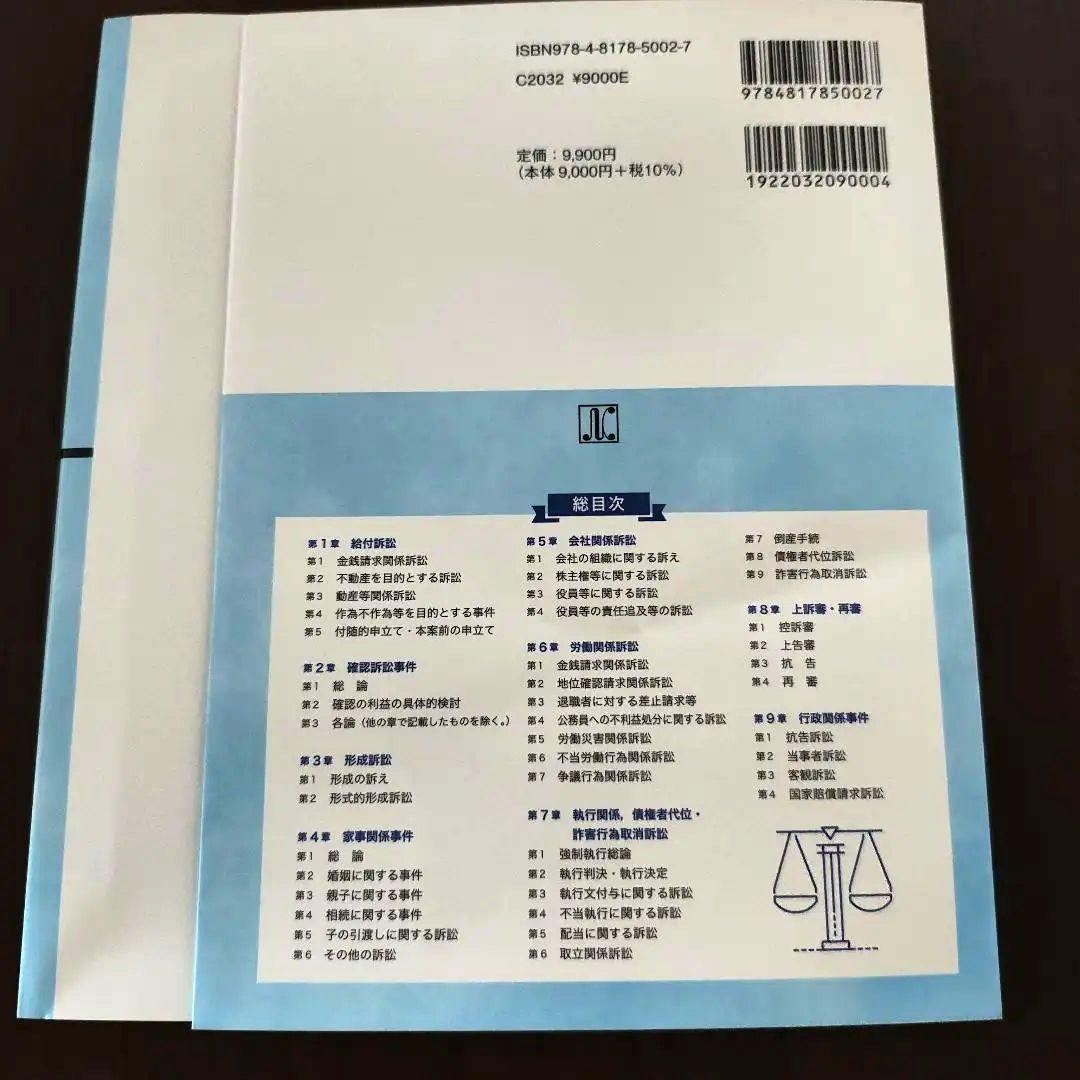 ISBN978-4-8178-5002-7
C2032 ¥9000E
定価：9,900円
（本体 9,000円＋税10%）
9784817850027
1922032090004
総目次
第1章 給付訴訟
第1 金銭請求関係訴訟
第2 不動産を目的とする訴訟
第3 動産等関係訴訟
第4 作為不作為等を目的とする事件
第5 付随的申立て・本案前の申立て
第2章 確認訴訟事件
第1 総 論
第2 確認の利益の具体的検討
第3 各論（他の章で記載したものを除く。）
第3章 形成訴訟
第1 形成の訴え
第2 形式的形成訴訟
第4章 家事関係事件
第1 総 論
第2 婚姻に関する事件
第3 親子に関する事件
第4 相続に関する事件
第5 子の引渡しに関する訴訟
第6 その他の訴訟
第5章 会社関係訴訟
第1 会社の組織に関する訴え
第2 株主権等に関する訴訟
第3 役員等に関する訴訟
第4 役員等の責任追及等の訴訟
第6章 労働関係訴訟
第1 金銭請求関係訴訟
第2 地位確認請求関係訴訟
第3 退職者に対する差止請求等
第4 公務員への不利益処分に関する訴訟
第5 労働災害関係訴訟
第6 不当労働行為関係訴訟
第7 争議行為関係訴訟
第7章 執行関係，債権者代位・
詐害行為取消訴訟
第1 強制執行総論
第2 執行判決・執行決定
第3 執行文付与に関する訴訟
第4 不当執行に関する訴訟
第5 配当に関する訴訟
第6 取立関係訴訟
第7 倒産手続
第8 債権者代位訴訟
第9 詐害行為取消訴訟
第8章 上訴審・再審
第1 控訴審
第2 上告審
第3 抗 告
第4 再 審
第9章 行政関係事件
第1 抗告訴訟
第2 当事者訴訟
第3 客観訴訟
第4 国家賠償請求訴訟